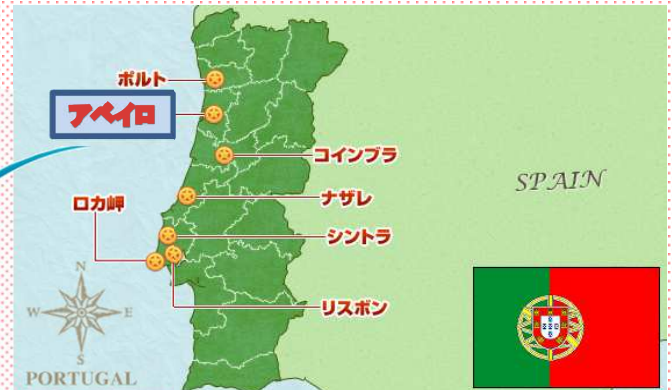 ポルト
アベイロ
コインブラ
SPAIN
ナザレ
ロカ岬
シントラ
N
W E
リスボン
S
PORTUGAL